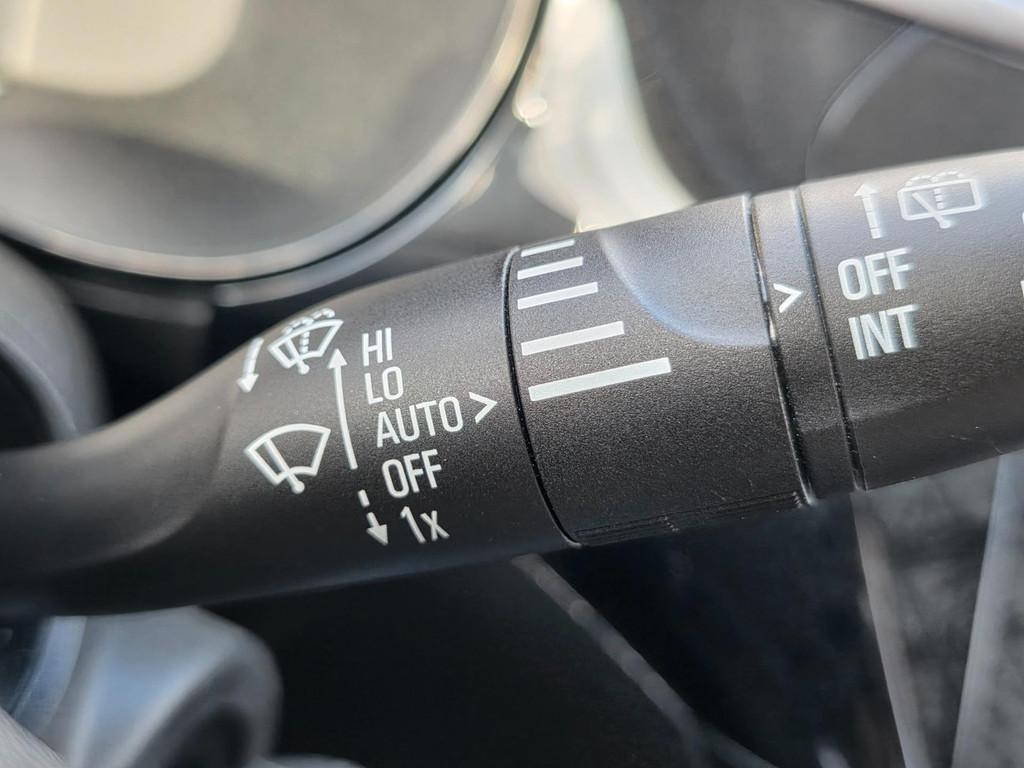 HI
LO
AUTO >
OFF
1x
>
OFF
INT